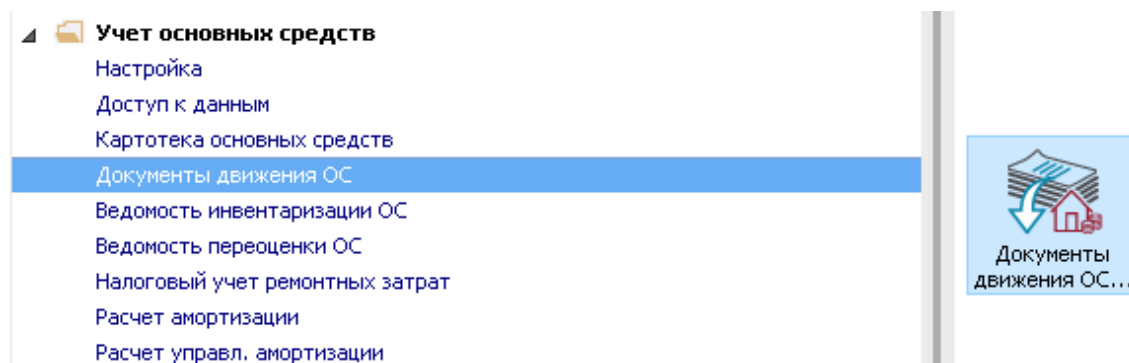 Учет основных средств
Настройка
Доступ к данным
Картотека основных средств
Документы движения ОС
Ведомость инвентаризации ОС
Ведомость переоценки ОС
Налоговый учет ремонтных затрат
Расчет амортизации
Расчет управл. амортизации
Документы
движения ОС...